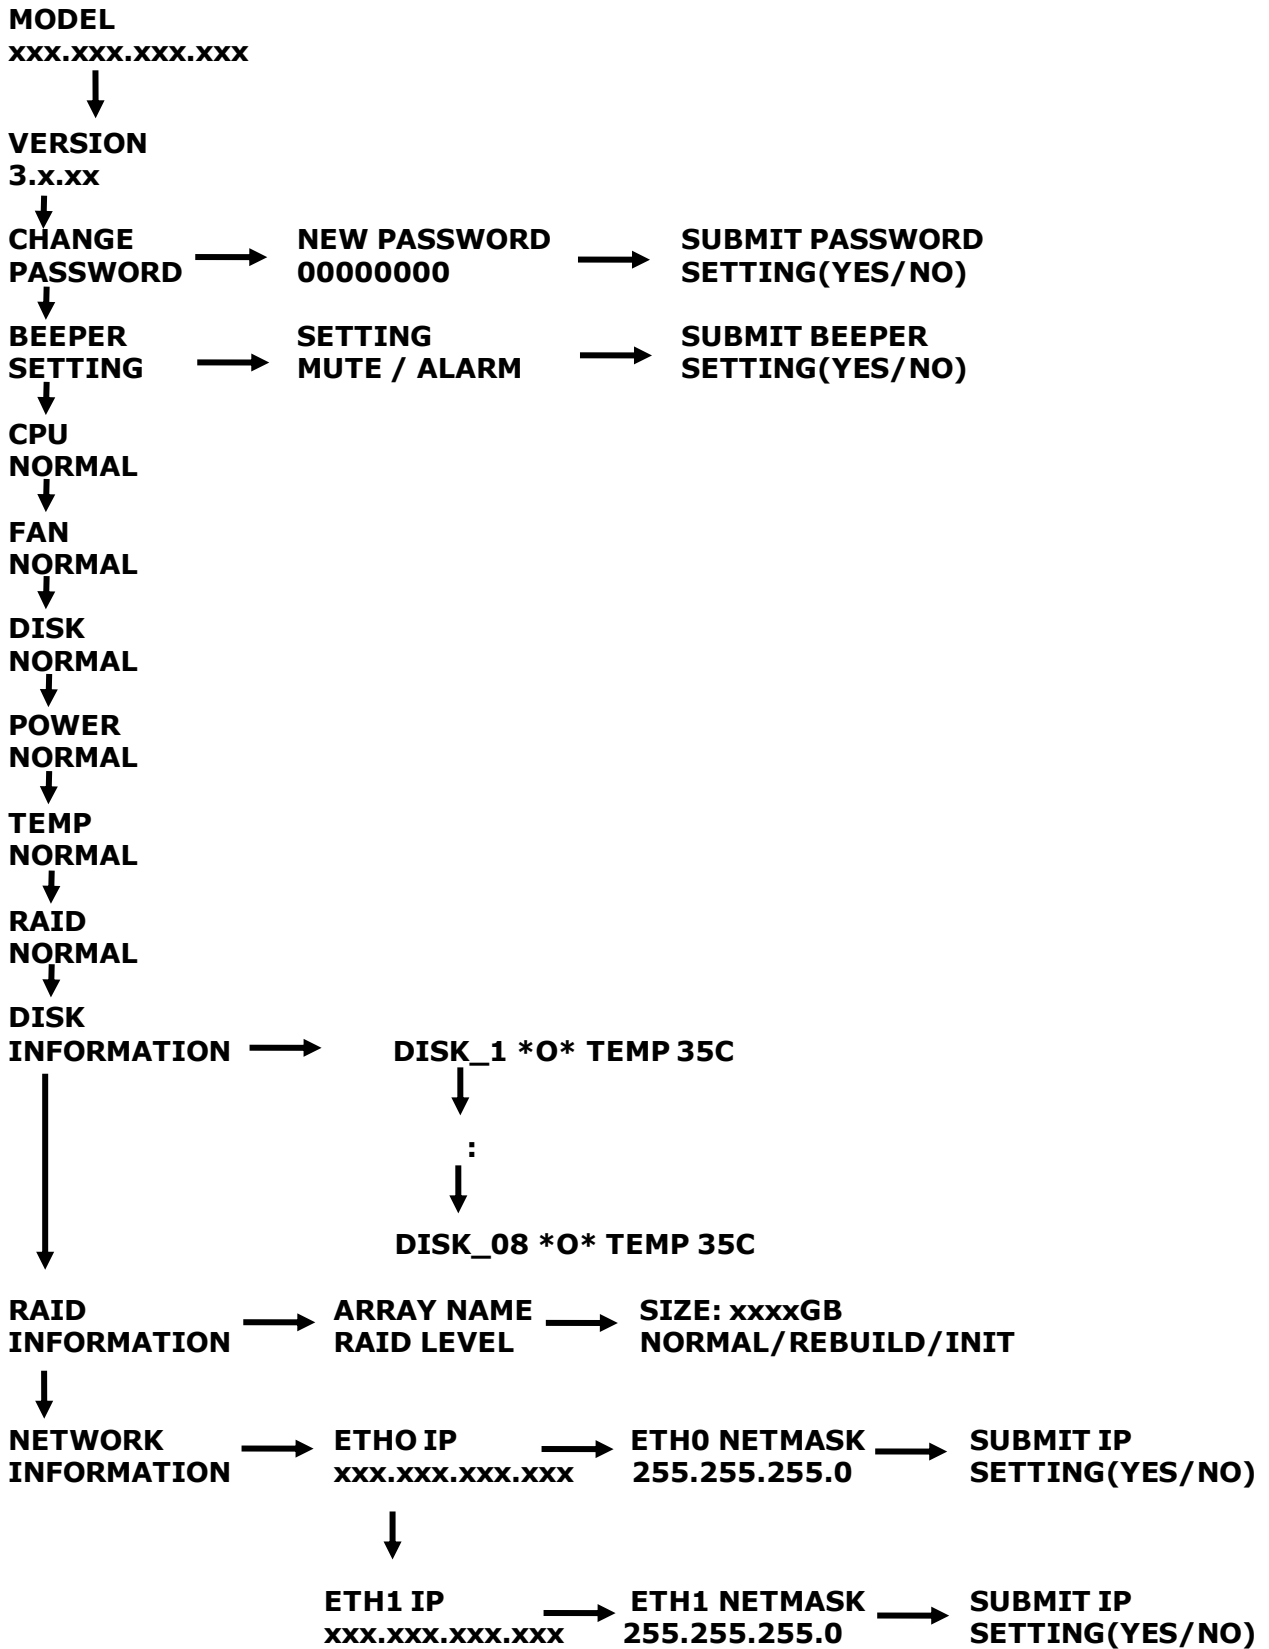 MODEL
xxx.xxx.xxx.xxx
VERSION
3.x.xx
CHANGE
PASSWORD
NEW PASSWORD
00000000
SUBMIT PASSWORD
SETTING(YES/NO)
BEEPER
SETTING
SETTING
MUTE / ALARM
SUBMIT BEEPER
SETTING(YES/NO)
CPU
NORMAL
FAN
NORMAL
DISK
NORMAL
POWER
NORMAL
TEMP
NORMAL
RAID
NORMAL
DISK
INFORMATION
DISK_1 *O* TEMP 35C
:
DISK_08 *O* TEMP 35C
RAID
INFORMATION
ARRAY NAME
RAID LEVEL
SIZE: xxxxGB
NORMAL/REBUILD/INIT
NETWORK
INFORMATION
ETHO IP
xxx.xxx.xxx.xxx
ETH0 NETMASK
255.255.255.0
SUBMIT IP
SETTING(YES/NO)
ETH1 IP
xxx.xxx.xxx.xxx
ETH1 NETMASK
255.255.255.0
SUBMIT IP
SETTING(YES/NO)